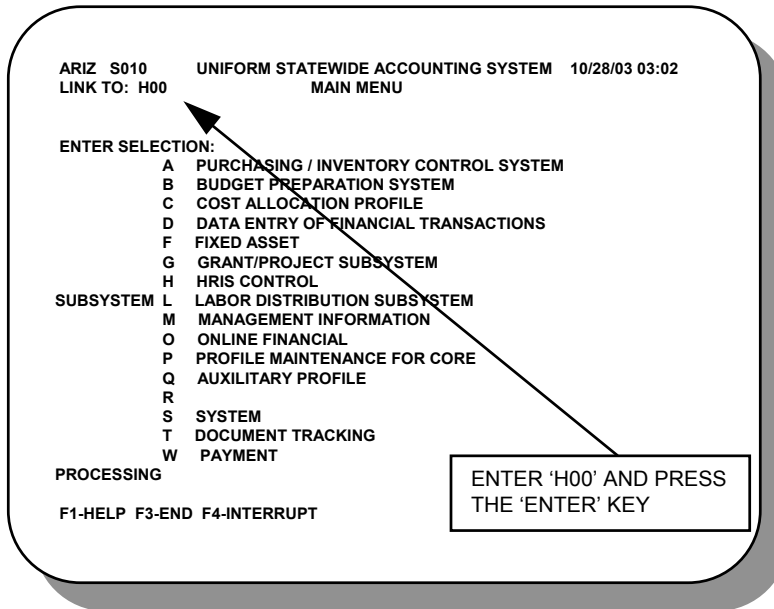 ARIZ S010 UNIFORM STATEWIDE ACCOUNTING SYSTEM 10/28/03 03:02
LINK TO: H00 MAIN MENU
ENTER SELECTION:
A PURCHASING / INVENTORY CONTROL SYSTEM
B BUDGET PREPARATION SYSTEM
C COST ALLOCATION PROFILE
D DATA ENTRY OF FINANCIAL TRANSACTIONS
F FIXED ASSET
G GRANT/PROJECT SUBSYSTEM
H HRIS CONTROL
SUBSYSTEM L LABOR DISTRIBUTION SUBSYSTEM
M MANAGEMENT INFORMATION
O ONLINE FINANCIAL
P PROFILE MAINTENANCE FOR CORE
Q AUXILITARY PROFILE
R
S SYSTEM
T DOCUMENT TRACKING
W PAYMENT
PROCESSING
F1-HELP F3-END F4-INTERRUPT
ENTER ‘H00’ AND PRESS
THE ‘ENTER’ KEY